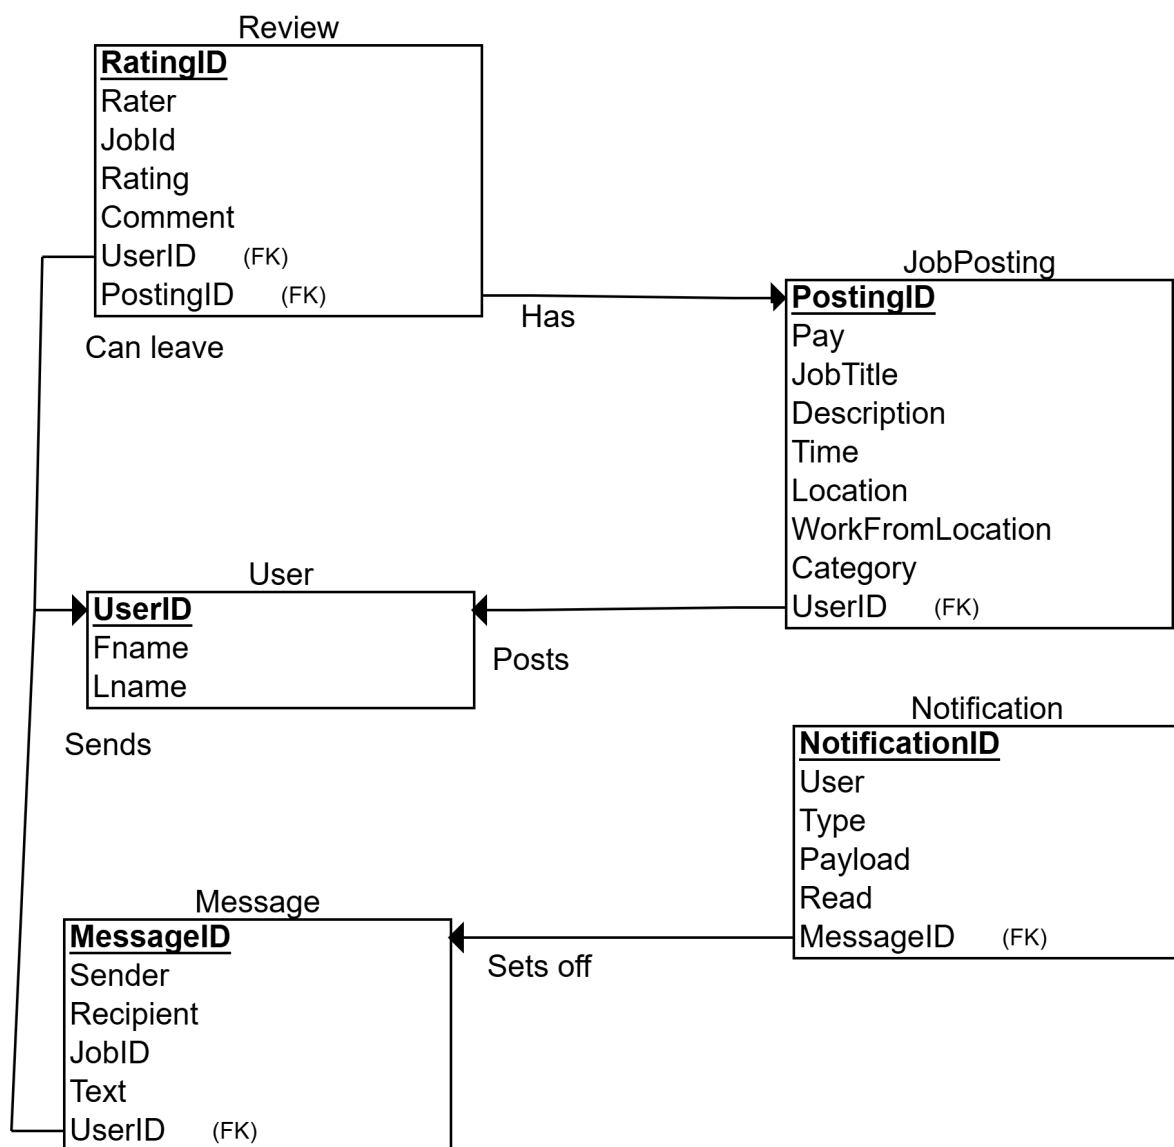 Review
RatingID
Rater
JobId
Rating
Comment
UserID (FK)
PostingID (FK)
Can leave
Has
JobPosting
PostingID
Pay
JobTitle
Description
Time
Location
WorkFromLocation
Category
UserID (FK)
User
UserID
Fname
Lname
Posts
Sends
Notification
NotificationID
User
Type
Payload
Read
MessageID (FK)
Message
MessageID
Sender
Recipient
JobID
Text
UserID (FK)
Sets off